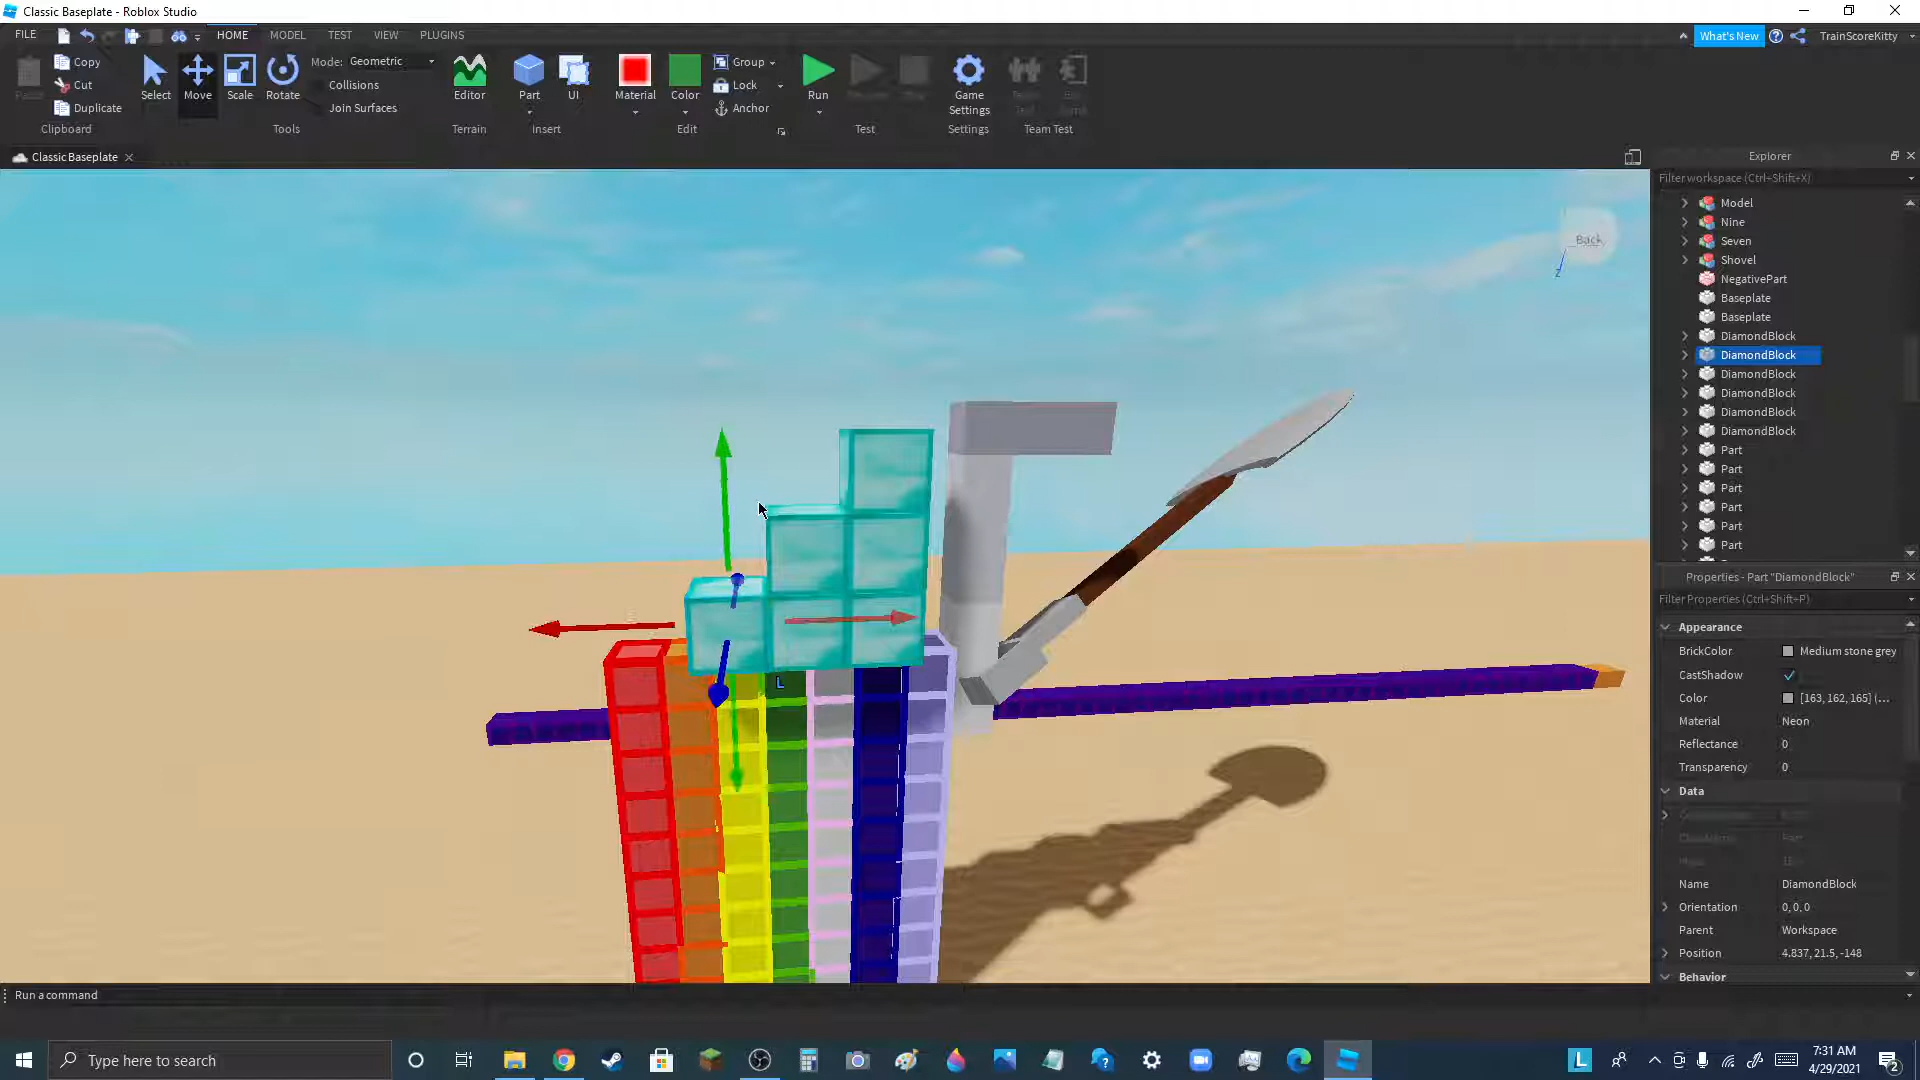 Classic Baseplate - Roblox Studio
FILE
HOME
MODEL
TEST
VIEW
PLUGINS
What's New
TrainScoreKitty
Copy
Cut
Duplicate
Clipboard
Select
Move
Scale
Rotate
Mode: Geometric
Collisions
Join Surfaces
Tools
Editor
Terrain
Part
UI
Insert
Material
Color
Group
Lock
Anchor
Edit
Run
Test
Game
Settings
Settings
Team Test
Classic Baseplate
Back
Z
L
Explorer
Filter workspace (Ctrl+Shift+X)
Model
Nine
Seven
Shovel
NegativePart
Baseplate
Baseplate
DiamondBlock
DiamondBlock
DiamondBlock
DiamondBlock
DiamondBlock
DiamondBlock
Part
Part
Part
Part
Part
Part
Properties - Part "DiamondBlock"
Filter Properties (Ctrl+Shift+P)
Appearance
BrickColor Medium stone grey
CastShadow
Color [163, 162, 165] (...
Material Neon
Reflectance 0
Transparency 0
Data
Name DiamondBlock
Orientation 0, 0, 0
Parent Workspace
Position 4.837, 21.5, -148
Behavior
Run a command
Type here to search
L
7:31 AM
4/29/2021
2